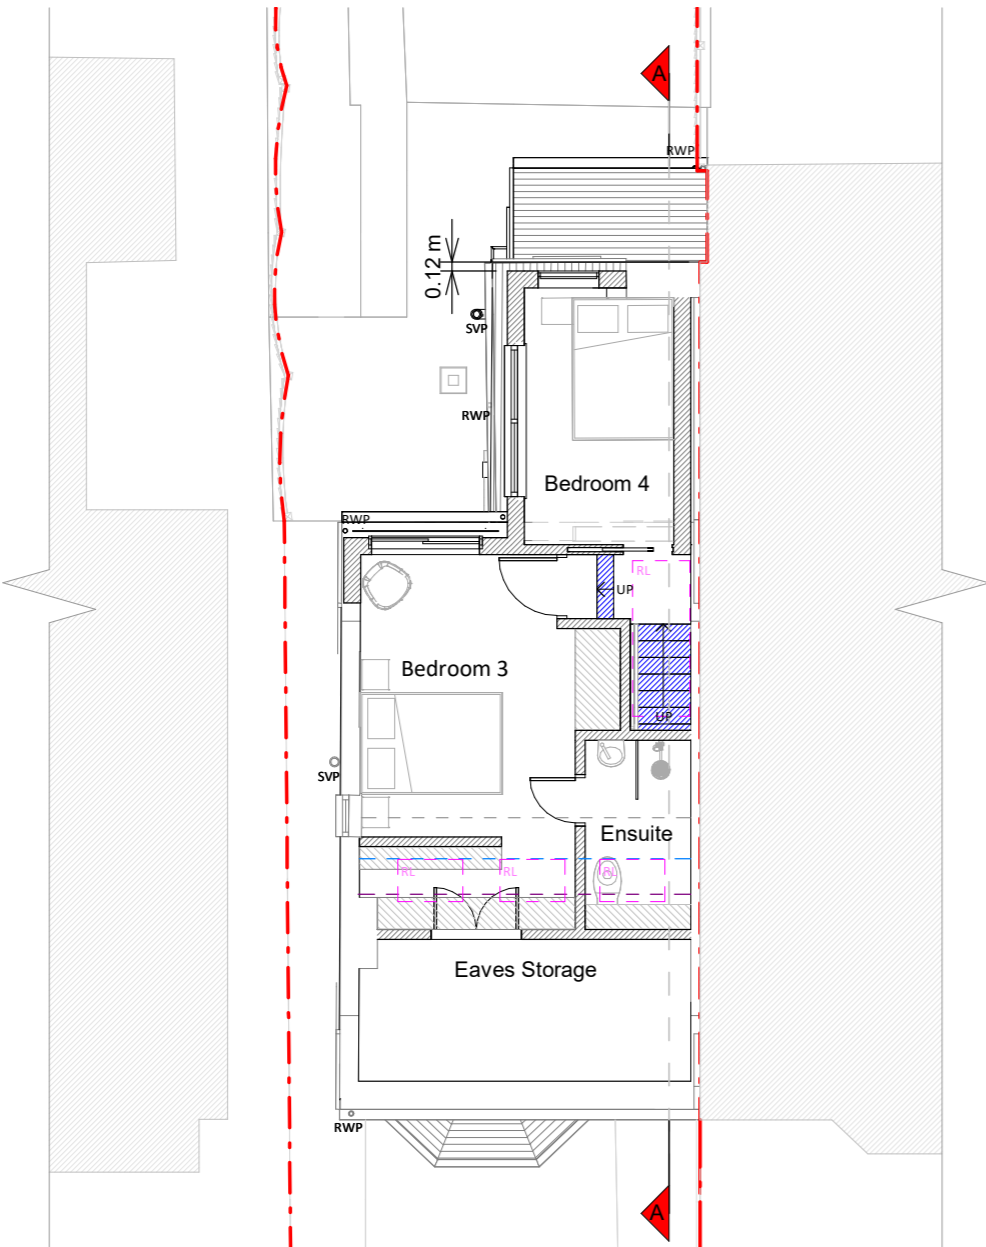 A
RWP
0.12 m
SVP
RWP
Bedroom 4
RWP
RL
UP
Bedroom 3
UP
SVP
Ensuite
RL
RL
RL
Eaves Storage
RWP
A